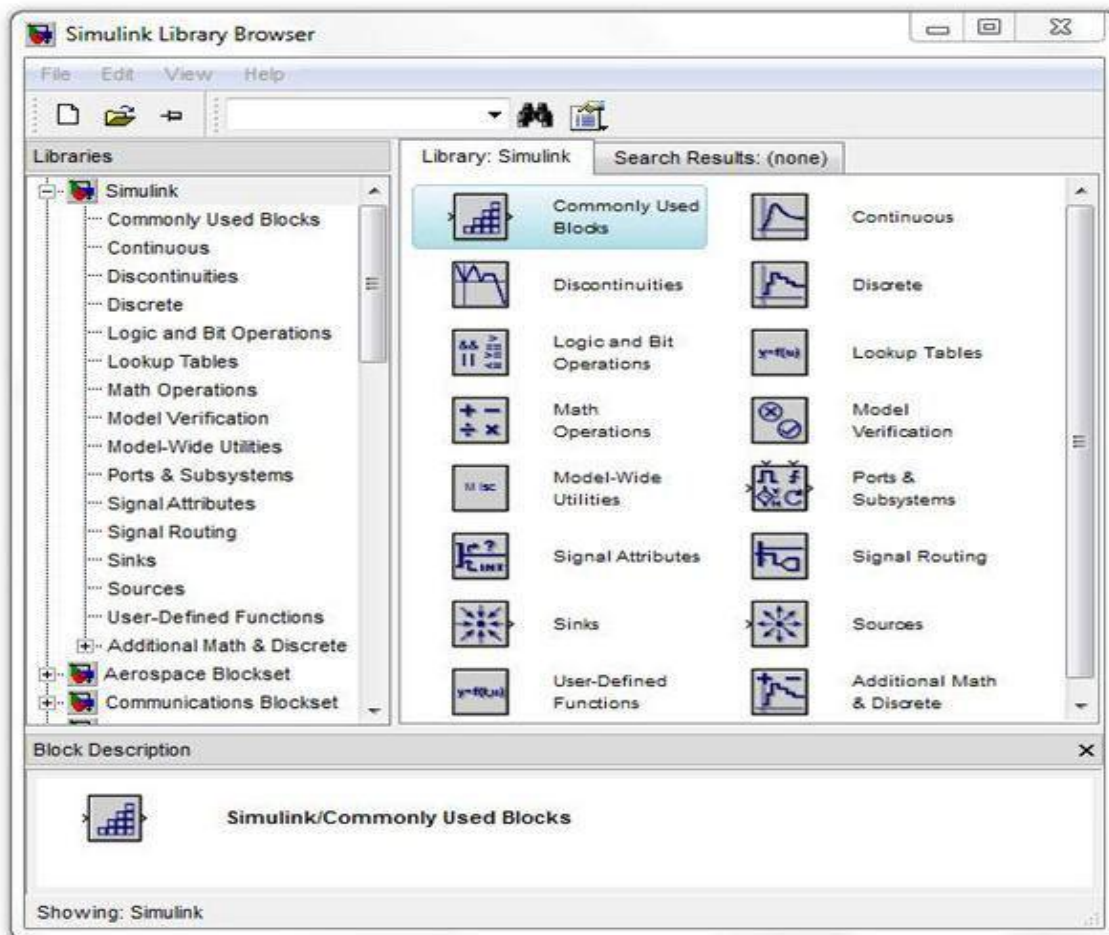 Simulink Library Browser
File Edit View Help
Libraries
Simulink
Commonly Used Blocks
Continuous
Discontinuities
Discrete
Logic and Bit Operations
Lookup Tables
Math Operations
Model Verification
Model-Wide Utilities
Ports & Subsystems
Signal Attributes
Signal Routing
Sinks
Sources
User-Defined Functions
Additional Math & Discrete
Aerospace Blockset
Communications Blockset
Library: Simulink Search Results: (none)
Commonly Used
Blocks
Continuous
Discontinuities
Discrete
Logic and Bit
Operations
y=f(u)
Lookup Tables
Math
Operations
Model
Verification
Misc
Model-Wide
Utilities
Ports &
Subsystems
Signal Attributes
Signal Routing
Sinks
Sources
y=f(t,u)
User-Defined
Functions
Additional Math
& Discrete
Block Description
Simulink/Commonly Used Blocks
Showing: Simulink